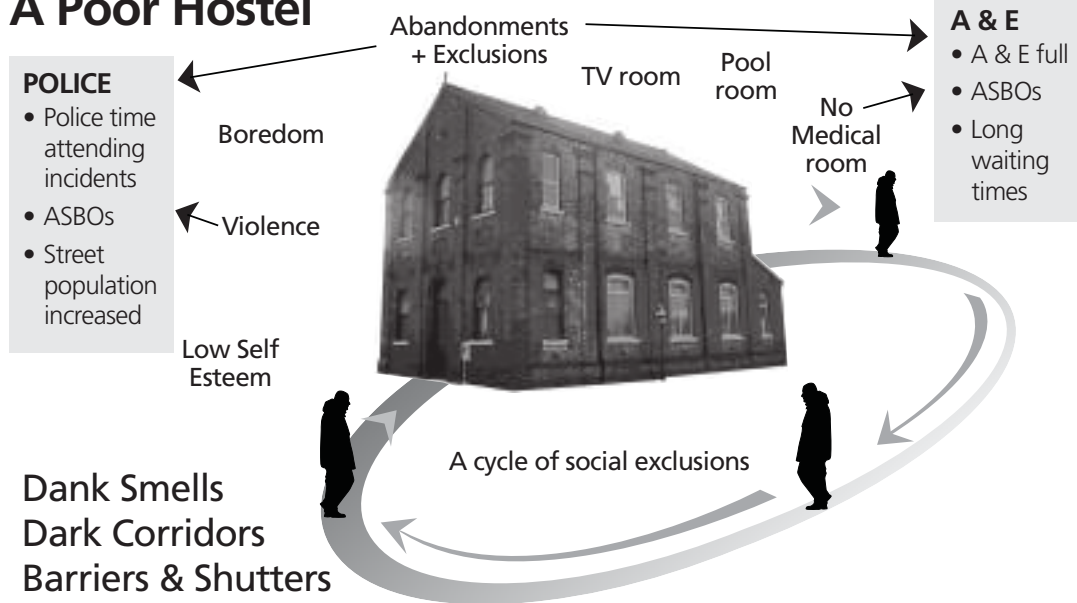 A Poor Hostel
POLICE
• Police time
attending
incidents
• ASBOs
• Street
population
increased
Abandonments
+ Exclusions
TV room
Pool
room
No
Medical
room
A & E
• A & E full
• ASBOs
• Long
waiting
times
Boredom
Violence
Low Self
Esteem
A cycle of social exclusions
Dank Smells
Dark Corridors
Barriers & Shutters